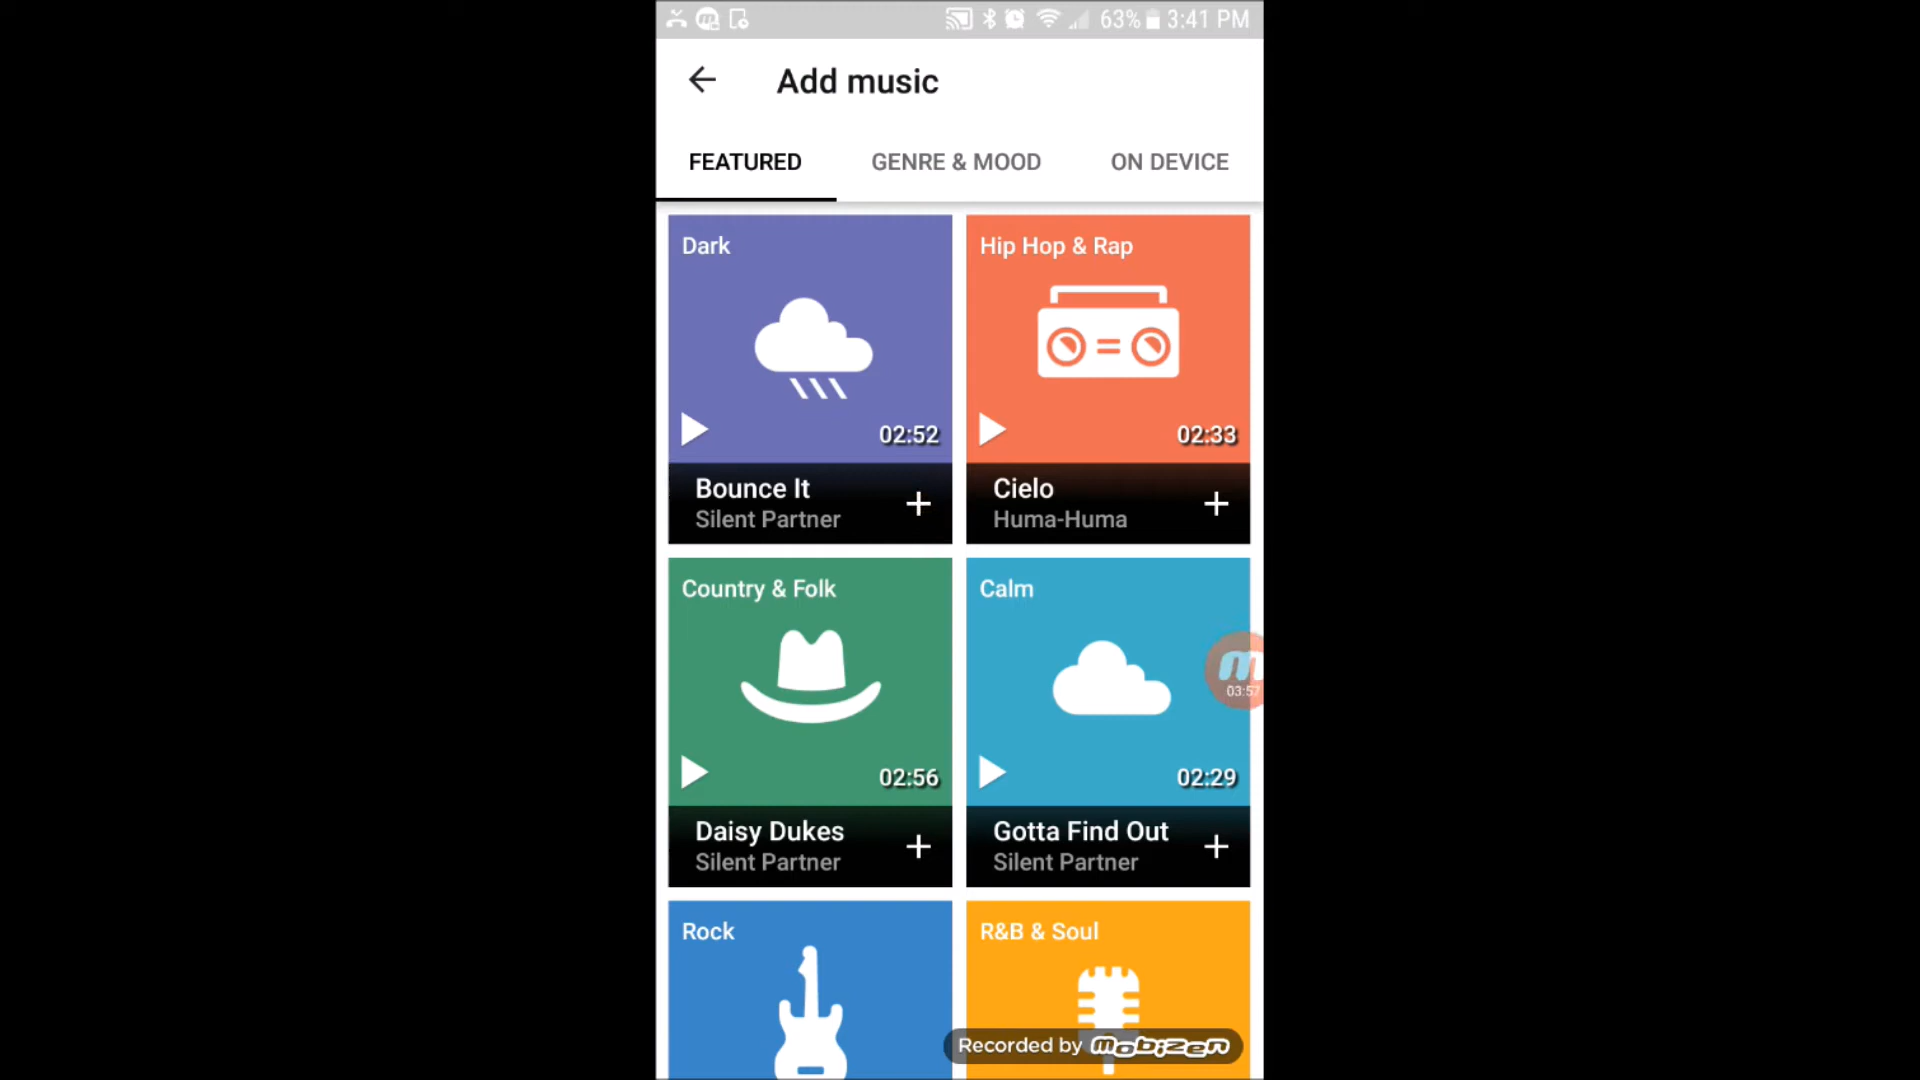 63% 3:41 PM
Add music
FEATURED GENRE & MOOD ON DEVICE
Dark
02:52
Bounce It
Silent Partner
Hip Hop & Rap
02:33
Cielo
Huma-Huma
Country & Folk
02:56
Daisy Dukes
Silent Partner
Calm
02:29
Gotta Find Out
Silent Partner
m
03:57
Rock
R&B & Soul
Recorded by mobizen